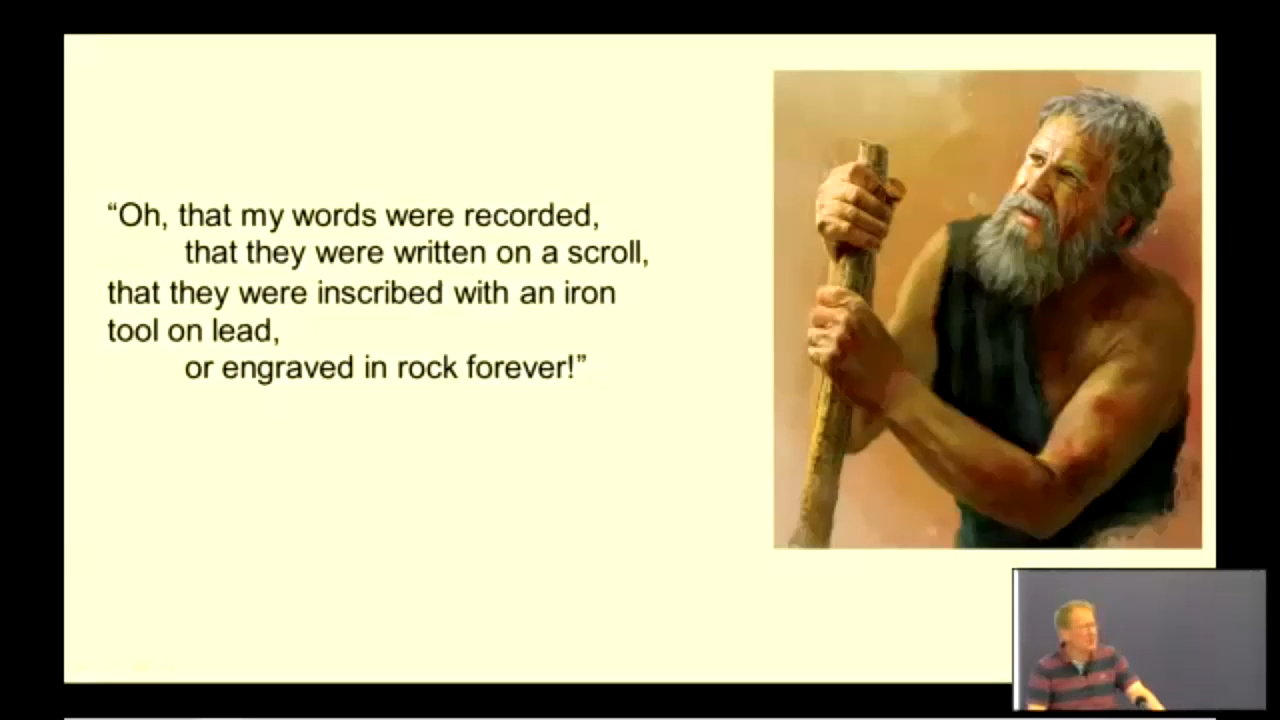 “Oh, that my words were recorded,
that they were written on a scroll,
that they were inscribed with an iron
tool on lead,
or engraved in rock forever!”